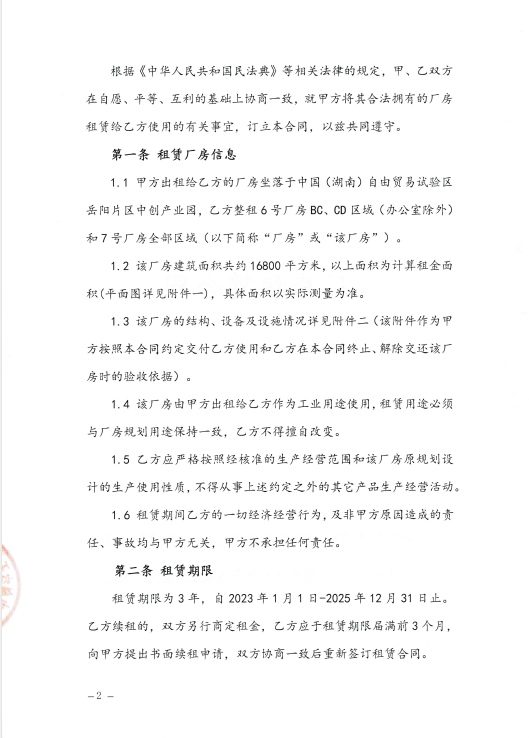 根据《中华人民共和国民法典》等相关法律的规定，甲、乙双方
在自愿、平等、互利的基础上协商一致，就甲方将其合法拥有的厂房
租赁给乙方使用的有关事宜，订立本合同，以兹共同遵守。
第一条 租赁厂房信息
1.1 甲方出租给乙方的厂房坐落于中国（湖南）自由贸易试验区
岳阳片区中创产业园，乙方整租6号厂房BC、CD区域（办公室除外）
和7号厂房全部区域（以下简称“厂房”或“该厂房”）。
1.2 该厂房建筑面积共约16800平方米，以上面积为计算租金面
积(平面图详见附件一)，具体面积以实际测量为准。
1.3 该厂房的结构、设备及设施情况详见附件二（该附件作为甲
方按照本合同约定交付乙方使用和乙方在本合同终止、解除交还该厂
房时的验收依据）。
1.4 该厂房由甲方出租给乙方作为工业用途使用，租赁用途必须
与厂房规划用途保持一致，乙方不得擅自改变。
1.5 乙方应严格按照经核准的生产经营范围和该厂房原规划设
计的生产使用性质，不得从事上述约定之外的其它产品生产经营活动。
1.6 租赁期间乙方的一切经济经营行为，及非甲方原因造成的责
任、事故均与甲方无关，甲方不承担任何责任。
第二条 租赁期限
租赁期限为3年，自2023年1月1日-2025年12月31日止。
乙方续租的，双方另行商定租金，乙方应于租赁期限届满前3个月，
向甲方提出书面续租申请，双方协商一致后重新签订租赁合同。
-2-